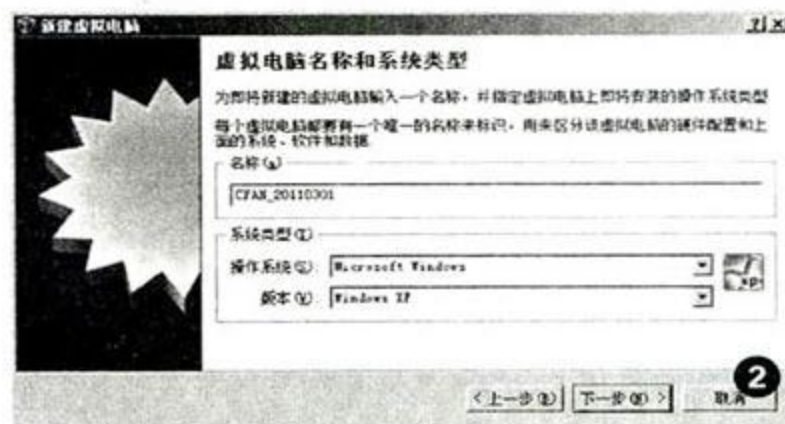 新建虚拟电脑
虚拟电脑名称和系统类型
为即将新建的虚拟电脑输入一个名称，并指定虚拟电脑上即将安装的操作系统类型
每个虚拟电脑都要有一个唯一的名称来标识，用来区分该虚拟电脑的硬件配置和上
面的系统、软件和数据
名称(a)
CFAN_20110301
系统类型(T)
操作系统(S) Microsoft Windows
版本(V) Windows XP
xp
<上一步(B) 下一步(N) > 取消
2